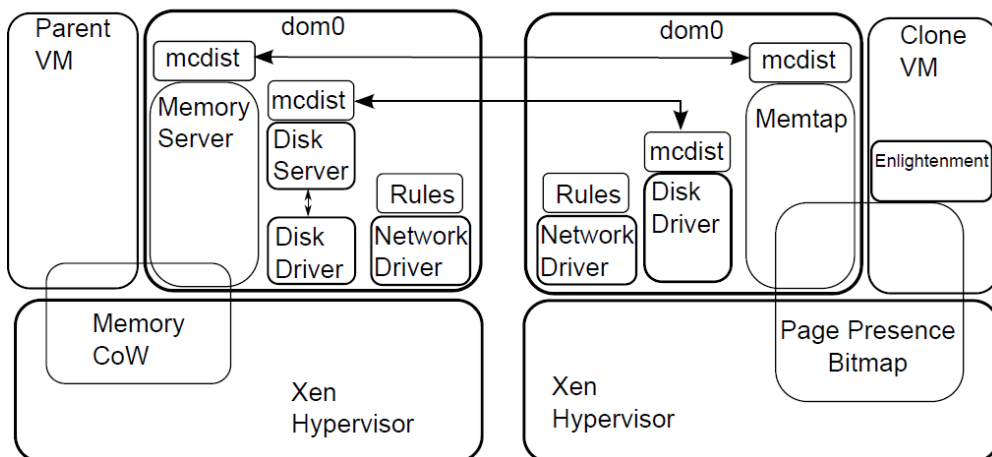 Parent
VM
dom0
mcdist
Memory
Server
mcdist
Disk
Server
Disk
Driver
Rules
Network
Driver
Memory
CoW
Xen
Hypervisor
dom0
mcdist
Memtap
mcdist
Disk
Driver
Rules
Network
Driver
Clone
VM
Enlightenment
Page Presence
Bitmap
Xen
Hypervisor